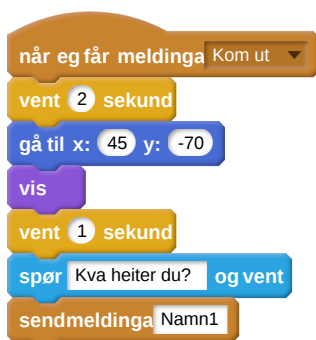 når eg får meldinga Kom ut
vent 2 sekund
gå til x: 45 y: -70
vis
vent 1 sekund
spør Kva heiter du? og vent
sendmeldinga Namn1